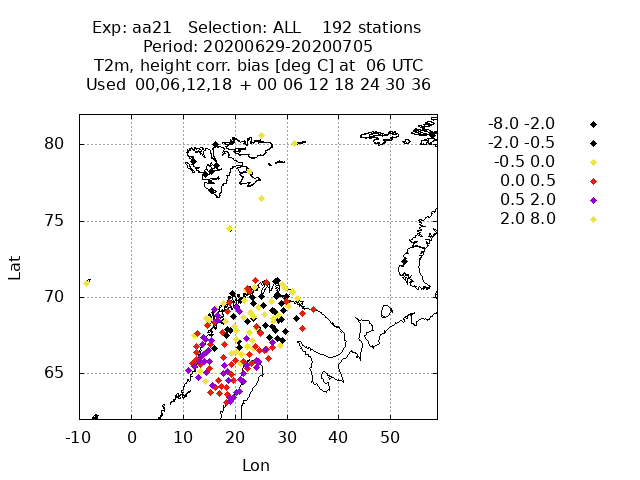 Exp: aa21 Selection: ALL 192 stations
Period: 20200629-20200705
T2m, height corr. bias [deg C] at 06 UTC
Used 00,06,12,18 + 00 06 12 18 24 30 36
-8.0 -2.0
-2.0 -0.5
-0.5 0.0
0.0 0.5
0.5 2.0
2.0 8.0
80
75
70
65
Lat
-10 0 10 20 30 40 50
Lon